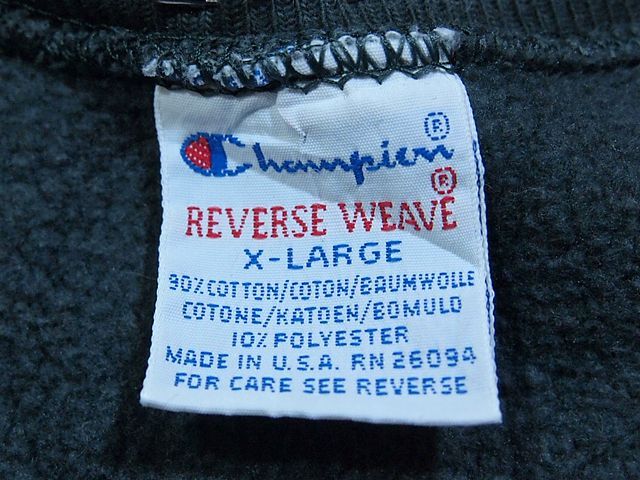 Champion®
REVERSE WEAVE®
X-LARGE
90% COTTON/COTON/BAUMWOLLE
COTONE/KATOEN/BOMULD
10% POLYESTER
MADE IN U.S.A. RN 26094
FOR CARE SEE REVERSE